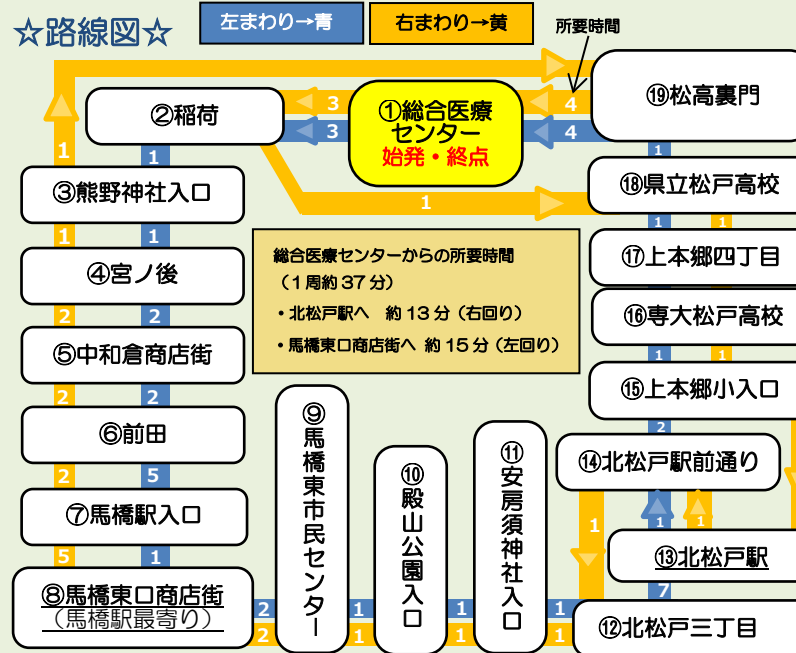 ☆路線図☆
左まわり→青
右まわり→黄
所要時間
①総合医療
センター
始発・終点
②稲荷
③熊野神社入口
④宮ノ後
⑤中和倉商店街
⑥前田
⑦馬橋駅入口
⑧馬橋東口商店街
(馬橋駅最寄り)
⑨馬橋東市民センター
⑩殿山公園入口
⑪安房須神社入口
⑫北松戸三丁目
⑬北松戸駅
⑭北松戸駅前通り
⑮上本郷小入口
⑯専大松戸高校
⑰上本郷四丁目
⑱県立松戸高校
⑲松高裏門
総合医療センターからの所要時間
(1周約37分)
・北松戸駅へ 約13分(右回り)
・馬橋東口商店街へ 約15分(左回り)
3
3
4
4
1
1
1
1
1
2
2
2
2
2
5
5
1
2
2
1
1
1
1
1
1
7
1
1
1
2
1
1
1
1
1